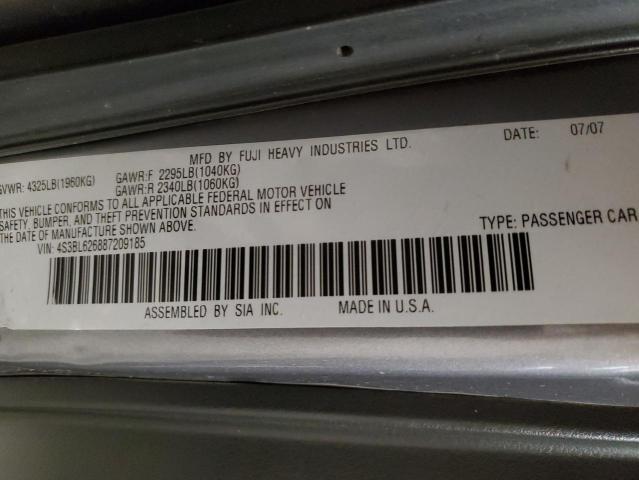 MFD BY FUJI HEAVY INDUSTRIES LTD. DATE: 07/07
GVWR: 4325LB(1960KG) GAWR:F 2295LB(1040KG)
GAWR:R 2340LB(1060KG)
THIS VEHICLE CONFORMS TO ALL APPLICABLE FEDERAL MOTOR VEHICLE
SAFETY, BUMPER, AND THEFT PREVENTION STANDARDS IN EFFECT ON
THE DATE OF MANUFACTURE SHOWN ABOVE.
VIN: 4S3BL626887209185 TYPE: PASSENGER CAR
ASSEMBLED BY SIA INC. MADE IN U.S.A.